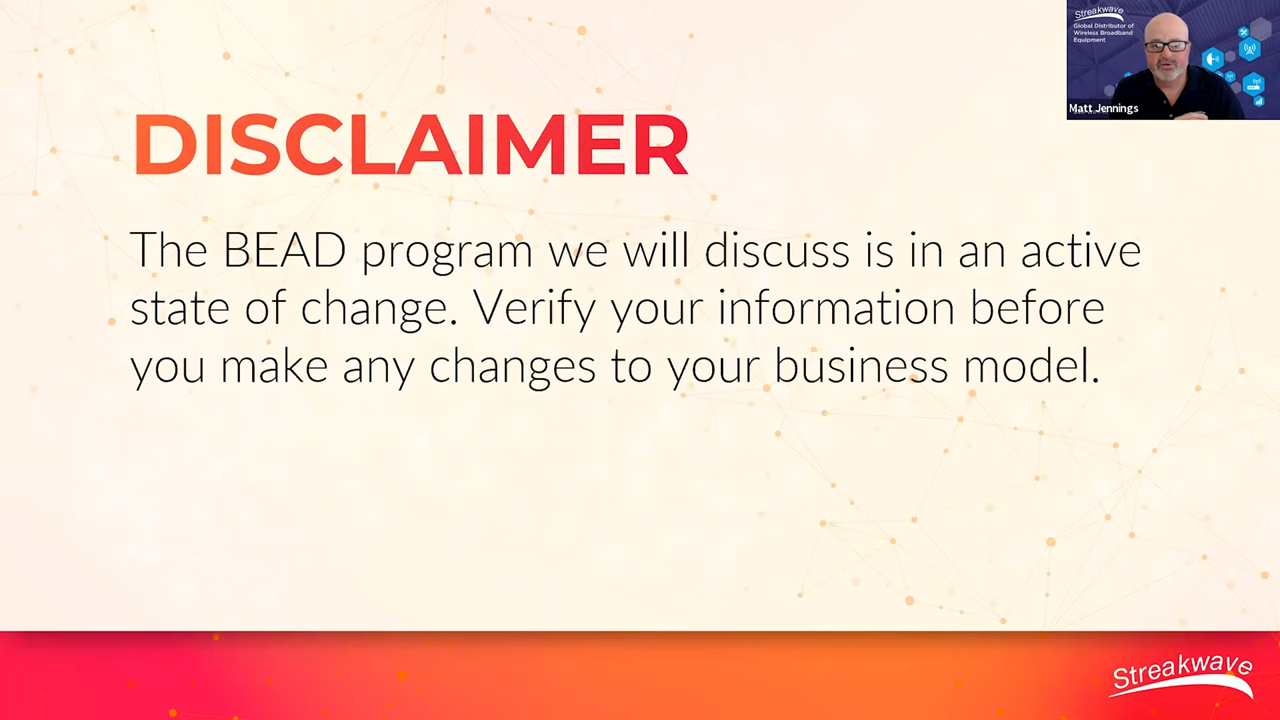 Streakwave
Global Distributor of
Wireless Broadband
Equipment
Matt Jennings
DISCLAIMER
The BEAD program we will discuss is in an active
state of change. Verify your information before
you make any changes to your business model.
Streakwave